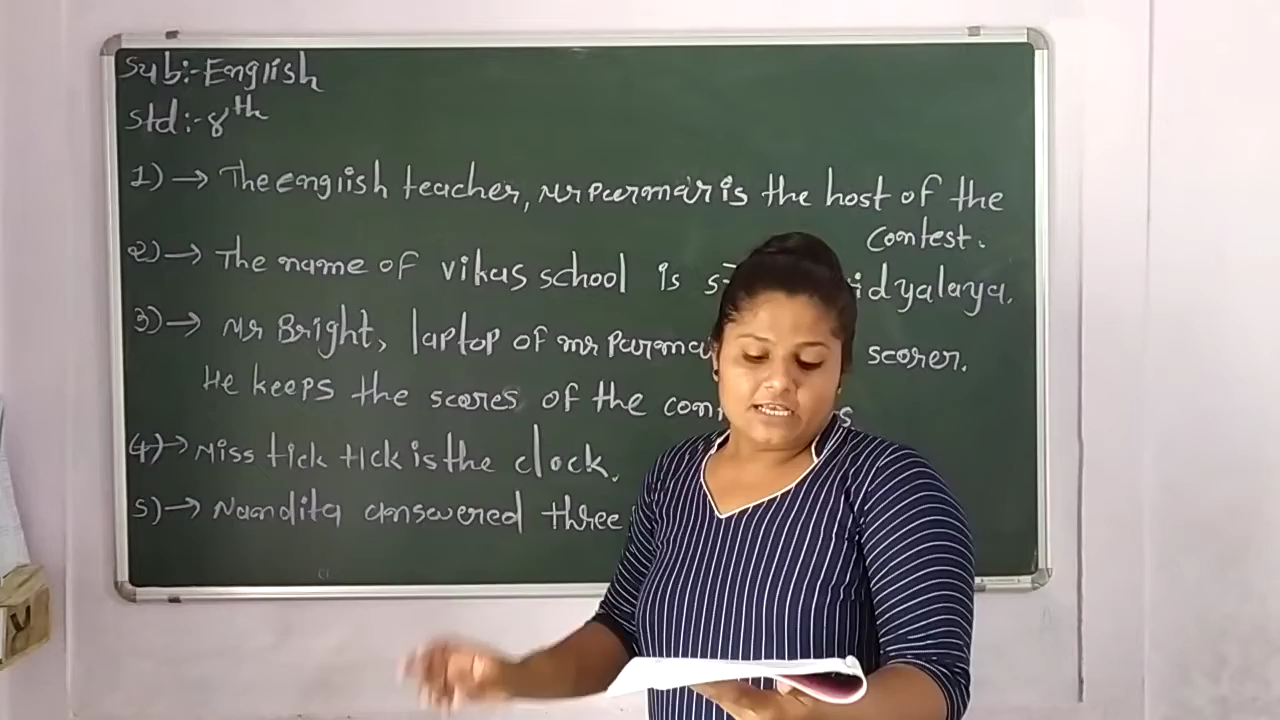 Sub:-English
Std:-8th
1)→ The english teacher, Mr Parmar is the host of the
contest.
2)→ The name of vikas school is
3)→ Mr Bright, laptop of mr scorer.
He keeps the scores of the
4)→ Miss tick tick is the clock.
5)→ Nandita answered three